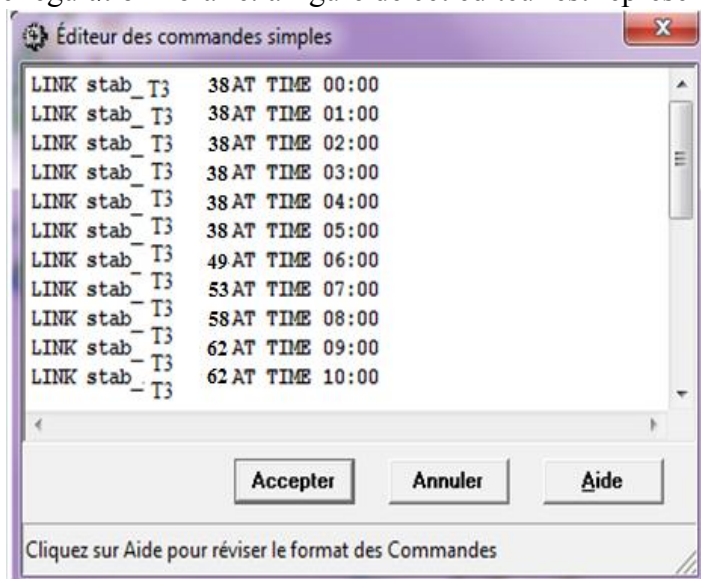 Éditeur des commandes simples
LINK stab_T3 38 AT TIME 00:00
LINK stab_T3 38 AT TIME 01:00
LINK stab_T3 38 AT TIME 02:00
LINK stab_T3 38 AT TIME 03:00
LINK stab_T3 38 AT TIME 04:00
LINK stab_T3 38 AT TIME 05:00
LINK stab_T3 49 AT TIME 06:00
LINK stab_T3 53 AT TIME 07:00
LINK stab_T3 58 AT TIME 08:00
LINK stab_T3 62 AT TIME 09:00
LINK stab_T3 62 AT TIME 10:00
Accepter Annuler Aide
Cliquez sur Aide pour réviser le format des Commandes